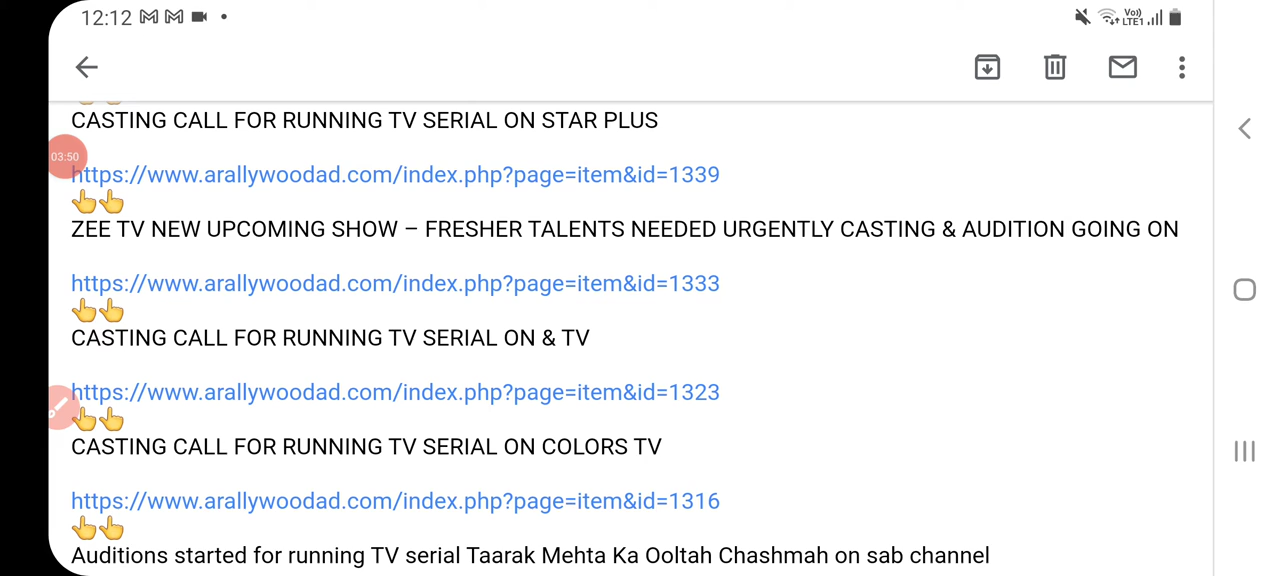 12:12
Vo))
LTE1
CASTING CALL FOR RUNNING TV SERIAL ON STAR PLUS
03:50
https://www.arallywoodad.com/index.php?page=item&id=1339
👆👆
ZEE TV NEW UPCOMING SHOW – FRESHER TALENTS NEEDED URGENTLY CASTING & AUDITION GOING ON
https://www.arallywoodad.com/index.php?page=item&id=1333
👆👆
CASTING CALL FOR RUNNING TV SERIAL ON & TV
https://www.arallywoodad.com/index.php?page=item&id=1323
👆👆
CASTING CALL FOR RUNNING TV SERIAL ON COLORS TV
https://www.arallywoodad.com/index.php?page=item&id=1316
👆👆
Auditions started for running TV serial Taarak Mehta Ka Ooltah Chashmah on sab channel